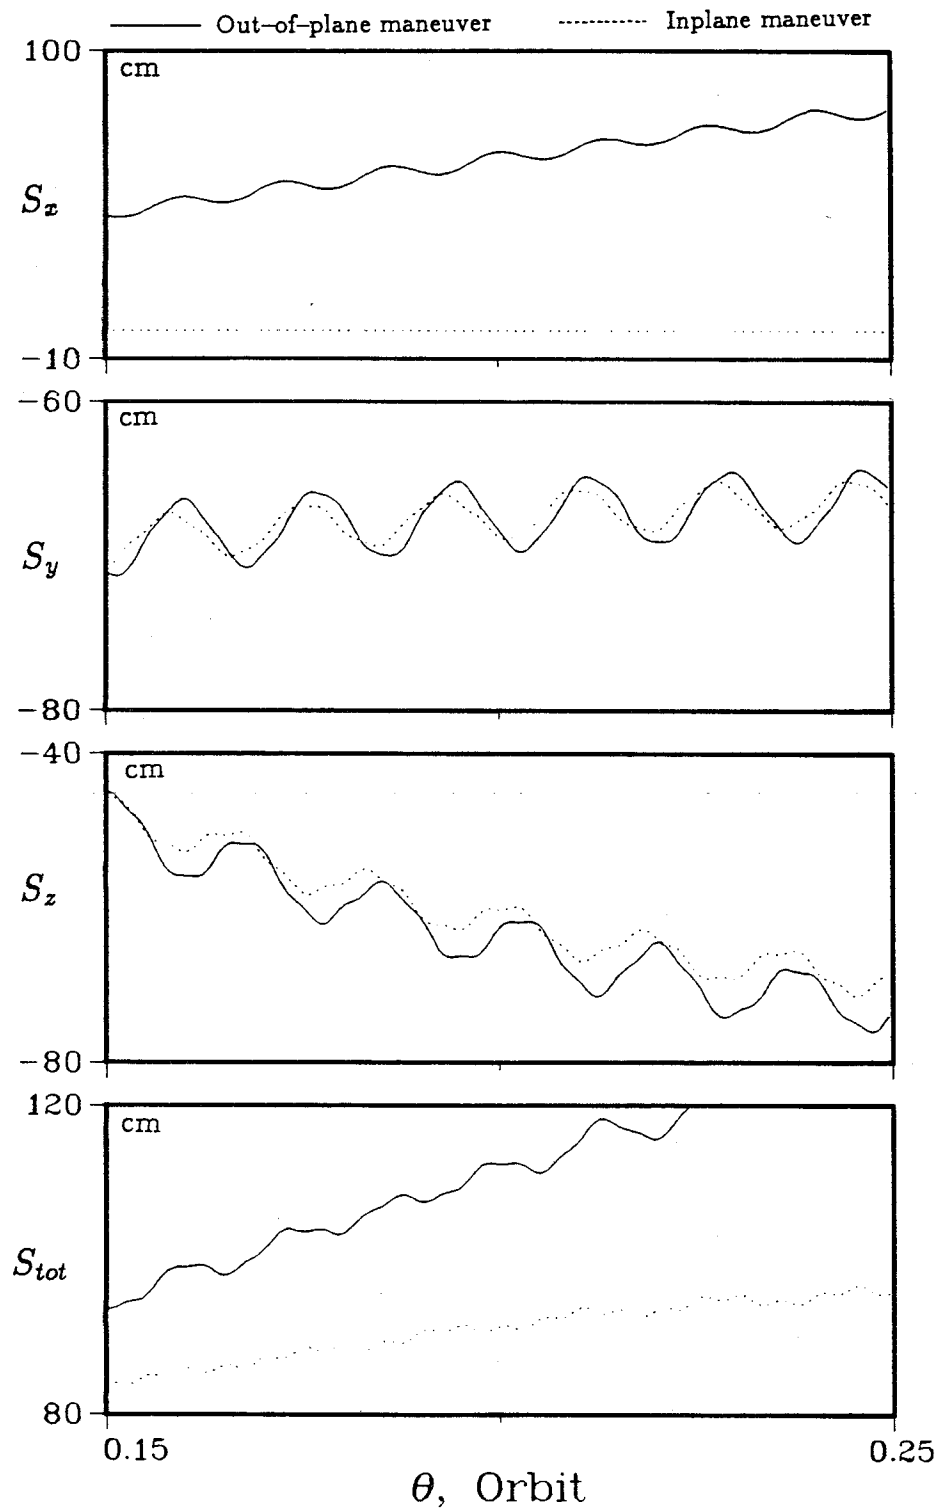 Out-of-plane maneuver Inplane maneuver
100
cm
Sx
-10
-60
cm
Sy
-80
-40
cm
Sz
-80
120
cm
Stot
80
0.15 0.25
θ, Orbit